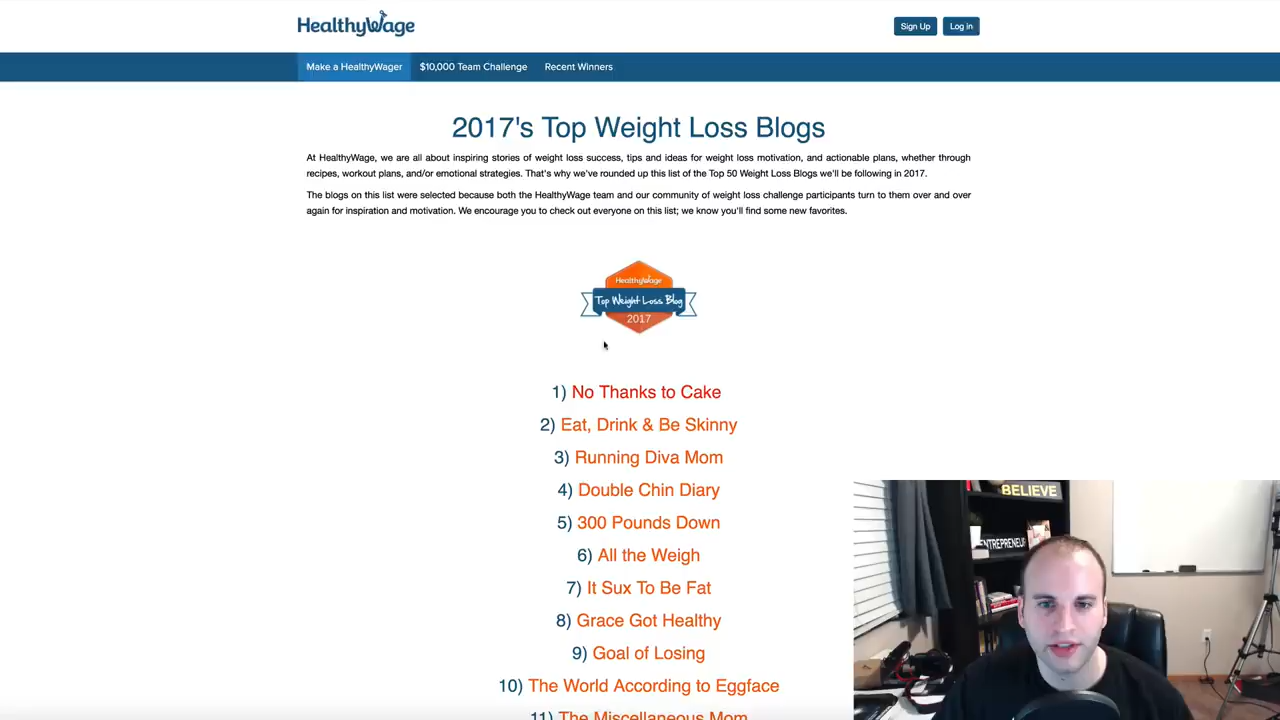 HealthyWage
Sign Up
Log in
Make a HealthyWager
$10,000 Team Challenge
Recent Winners
2017's Top Weight Loss Blogs
At HealthyWage, we are all about inspiring stories of weight loss success, tips and ideas for weight loss motivation, and actionable plans, whether through
recipes, workout plans, and/or emotional strategies. That's why we've rounded up this list of the Top 50 Weight Loss Blogs we'll be following in 2017.
The blogs on this list were selected because both the HealthyWage team and our community of weight loss challenge participants turn to them over and over
again for inspiration and motivation. We encourage you to check out everyone on this list; we know you'll find some new favorites.
HealthyWage
Top Weight Loss Blog
2017
1) No Thanks to Cake
2) Eat, Drink & Be Skinny
3) Running Diva Mom
4) Double Chin Diary
5) 300 Pounds Down
6) All the Weigh
7) It Sux To Be Fat
8) Grace Got Healthy
9) Goal of Losing
10) The World According to Eggface
11) The Miscellaneous Mom
BELIEVE
ENTREPRENEUR